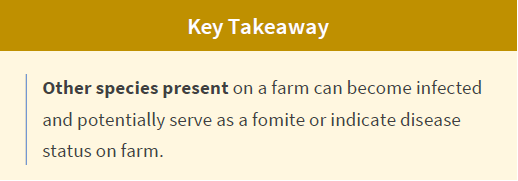 Key Takeaway
Other species present on a farm can become infected
and potentially serve as a fomite or indicate disease
status on farm.